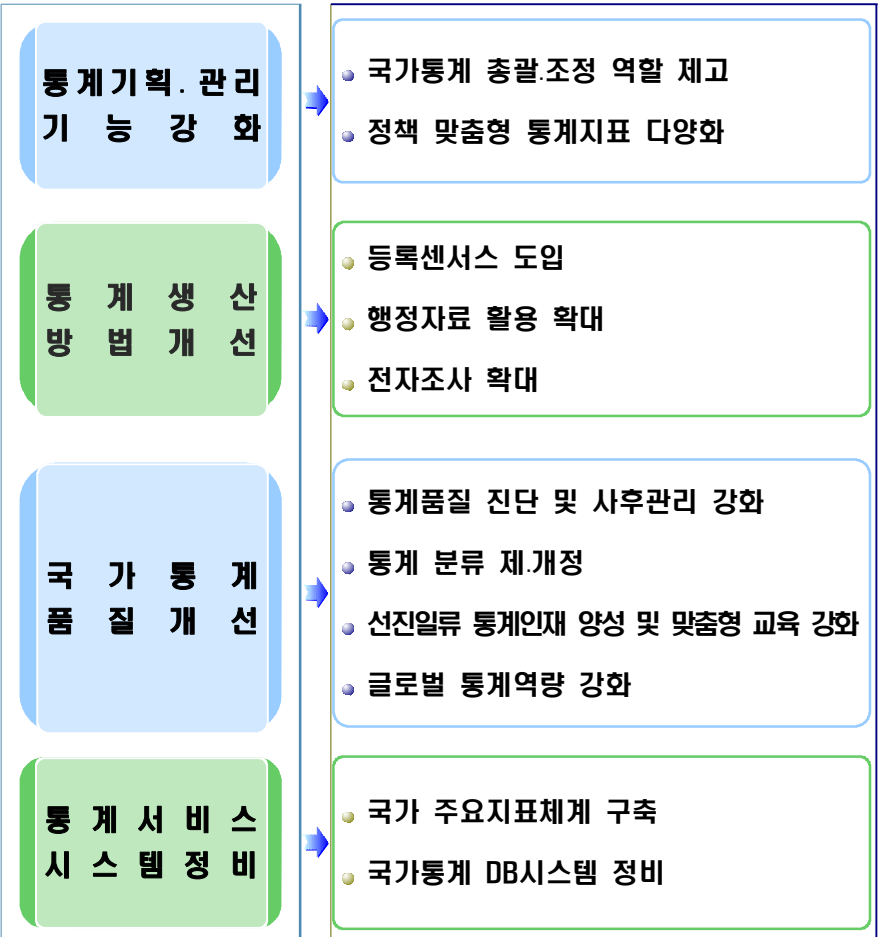 통계기획.관리
기능강화
국가통계 총괄.조정 역할 제고
정책 맞춤형 통계지표 다양화
통계생산
방법개선
등록센서스 도입
행정자료 활용 확대
전자조사 확대
국가통계
품질개선
통계품질 진단 및 사후관리 강화
통계 분류 제.개정
선진일류 통계인재 양성 및 맞춤형 교육 강화
글로벌 통계역량 강화
통계서비스
시스템정비
국가 주요지표체계 구축
국가통계 DB시스템 정비